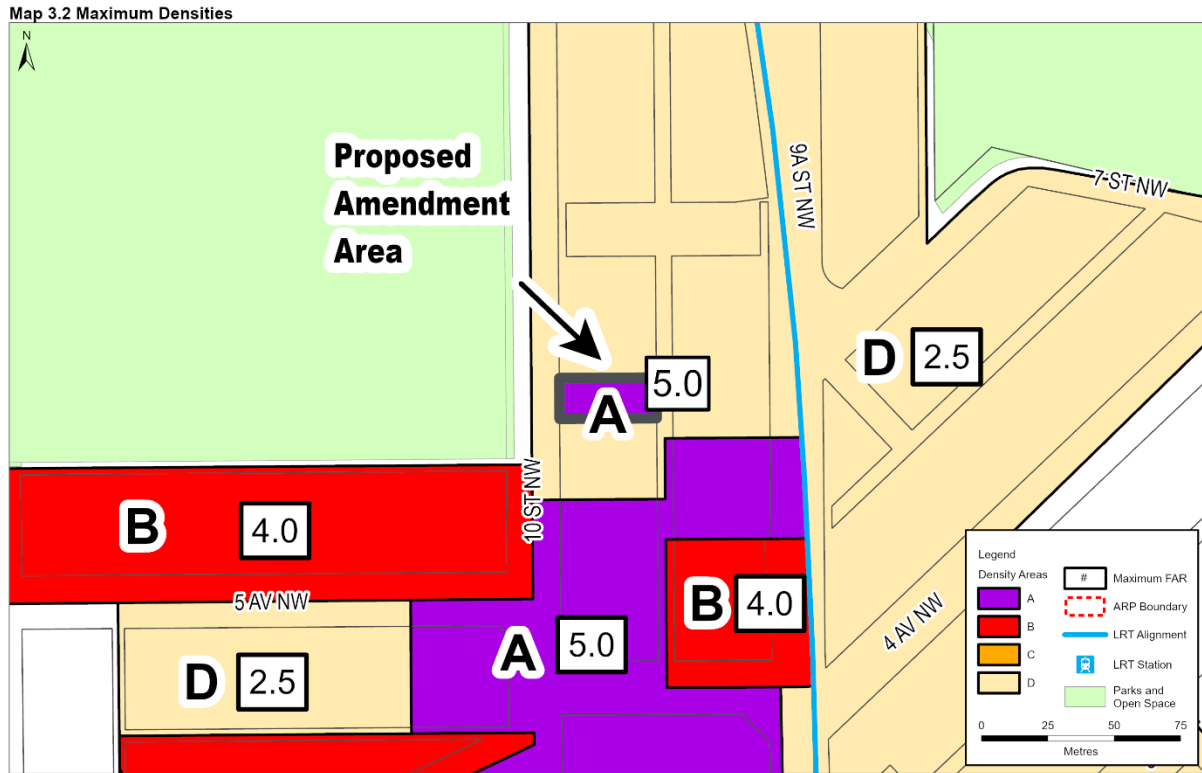 Map 3.2 Maximum Densities
N
Proposed
Amendment
Area
9A ST NW
7 ST NW
D 2.5
5.0
A
10 ST NW
B 4.0
5 AV NW
B 4.0
A 5.0
D 2.5
4 AV NW
Legend
Density Areas
A
B
C
D
# Maximum FAR
ARP Boundary
LRT Alignment
LRT Station
Parks and
Open Space
0 25 50 75
Metres